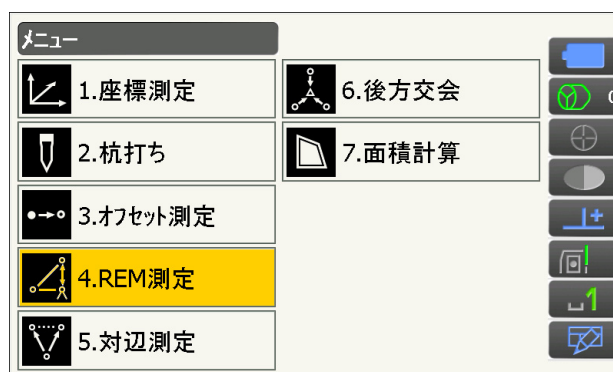 メニュー
1.座標測定
2.杭打ち
3.オフセット測定
4.REM測定
5.対辺測定
6.後方交会
7.面積計算
1